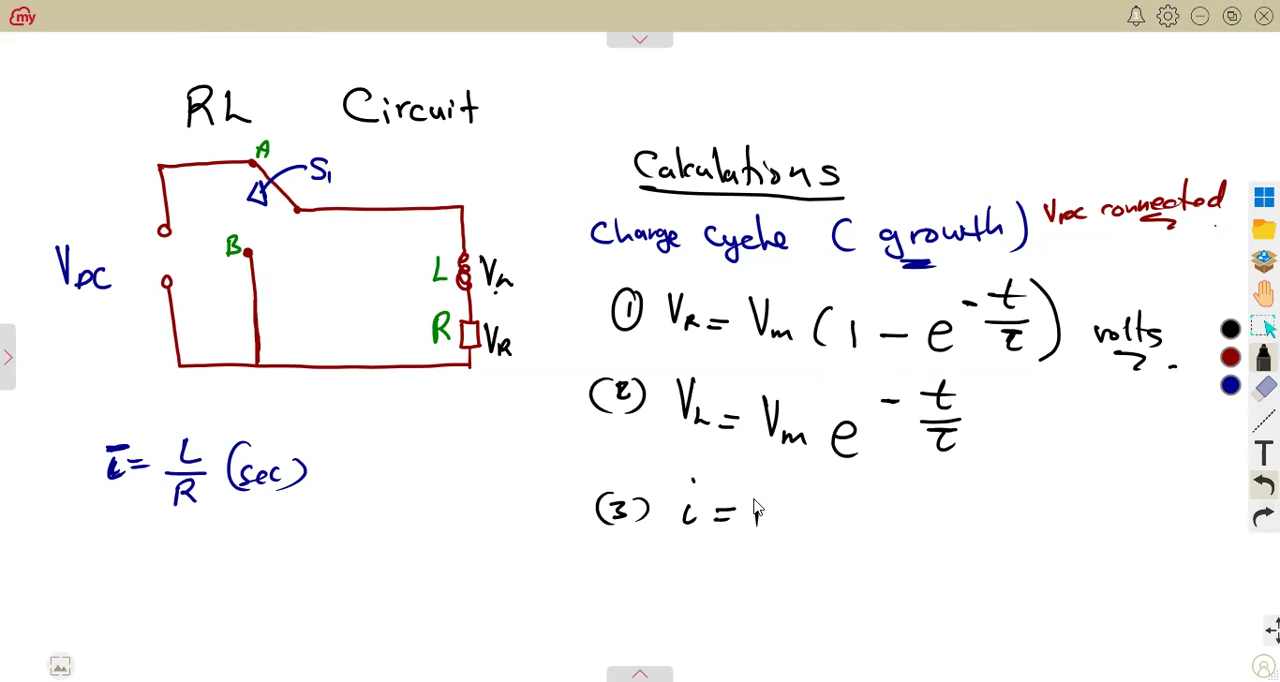 my
RL Circuit
A
S1
B
VDC
L VL
R VR
τ = L/R (sec)
Calculations
Charge cycle (growth) VDC connected
① VR = Vm (1 - e^-t/τ) volts
(2) VL = Vm e^-t/τ
(3) i =
T